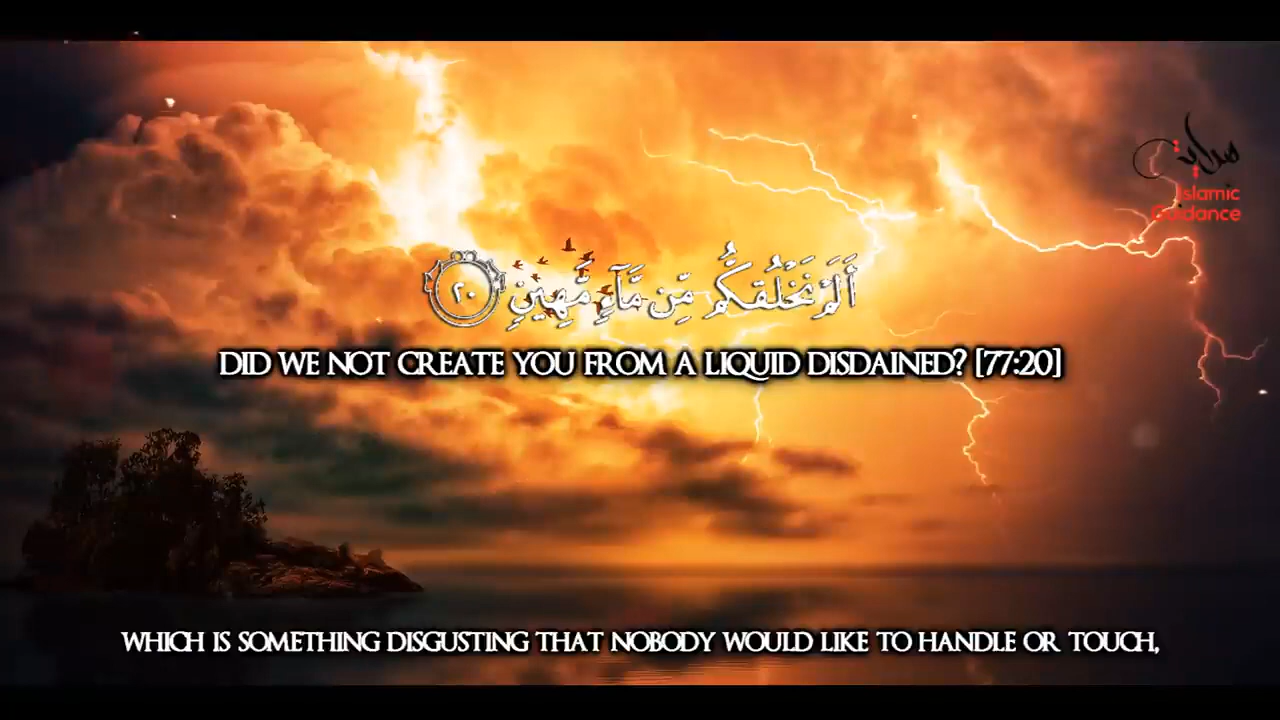 هداية
Islamic
Guidance
أَلَمْ نَخْلُقكُّم مِّن مَّآءٍ مَّهِينٍ ٢٠
DID WE NOT CREATE YOU FROM A LIQUID DISDAINED? [77:20]
WHICH IS SOMETHING DISGUSTING THAT NOBODY WOULD LIKE TO HANDLE OR TOUCH,